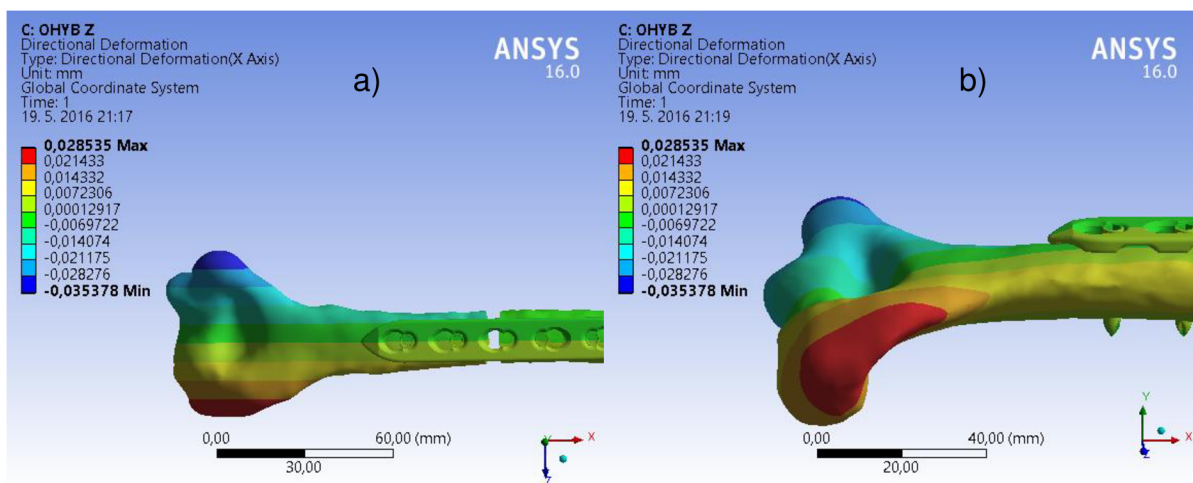 C: OHYB Z
Directional Deformation
Type: Directional Deformation(X Axis)
Unit: mm
Global Coordinate System
Time: 1
19. 5. 2016 21:17
a)
ANSYS
16.0
0,028535 Max
0,021433
0,014332
0,0072306
0,00012917
-0,0069722
-0,014074
-0,021175
-0,028276
-0,035378 Min
0,00 60,00 (mm)
30,00
Y X
Z
C: OHYB Z
Directional Deformation
Type: Directional Deformation(X Axis)
Unit: mm
Global Coordinate System
Time: 1
19. 5. 2016 21:19
b)
ANSYS
16.0
0,028535 Max
0,021433
0,014332
0,0072306
0,00012917
-0,0069722
-0,014074
-0,021175
-0,028276
-0,035378 Min
0,00 40,00 (mm)
20,00
Y
X
Z